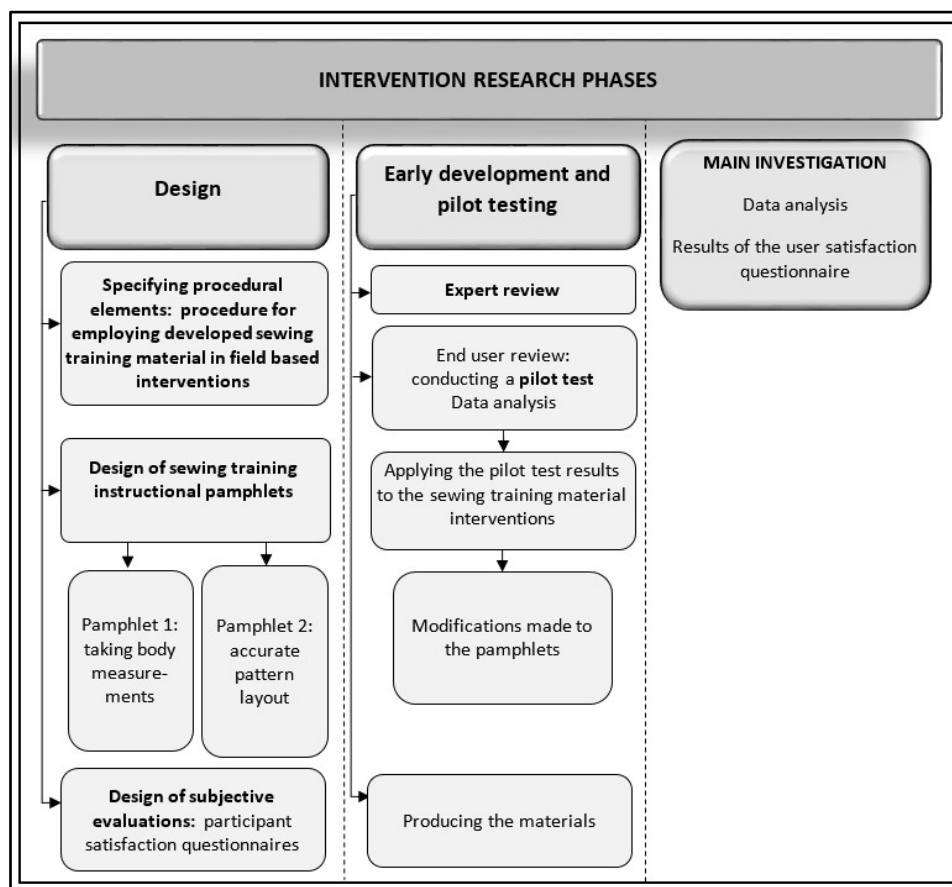 INTERVENTION RESEARCH PHASES
Design
Specifying procedural
elements: procedure for
employing developed sewing
training material in field based
interventions
Design of sewing training
instructional pamphlets
Pamphlet 1:
taking body
measure-
ments
Pamphlet 2:
accurate
pattern
layout
Design of subjective
evaluations: participant
satisfaction questionnaires
Early development and
pilot testing
Expert review
End user review:
conducting a pilot test
Data analysis
Applying the pilot test results
to the sewing training material
interventions
Modifications made to
the pamphlets
Producing the materials
MAIN INVESTIGATION
Data analysis
Results of the user satisfaction
questionnaire